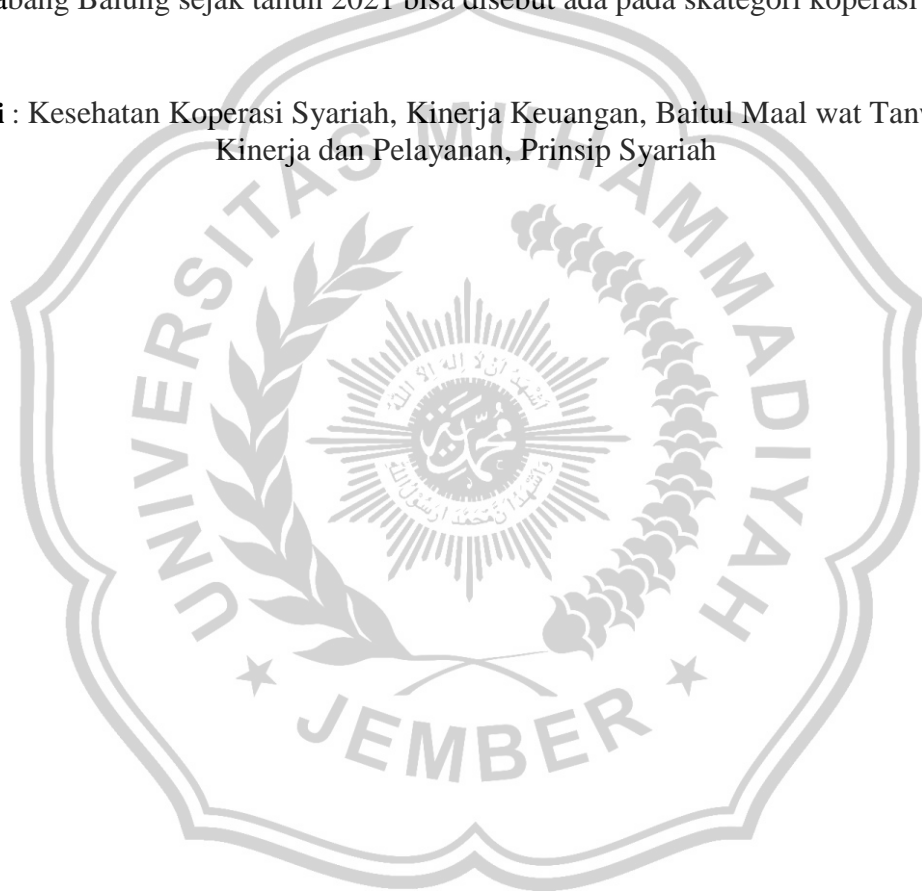 abang Balung sejak tahun 2021 bisa disebut ada pada skategori koperasi
i : Kesehatan Koperasi Syariah, Kinerja Keuangan, Baitul Maal wat Tan
Kinerja dan Pelayanan, Prinsip Syariah
UNIVERSITAS MUHAMMADIYAH
JEMBER